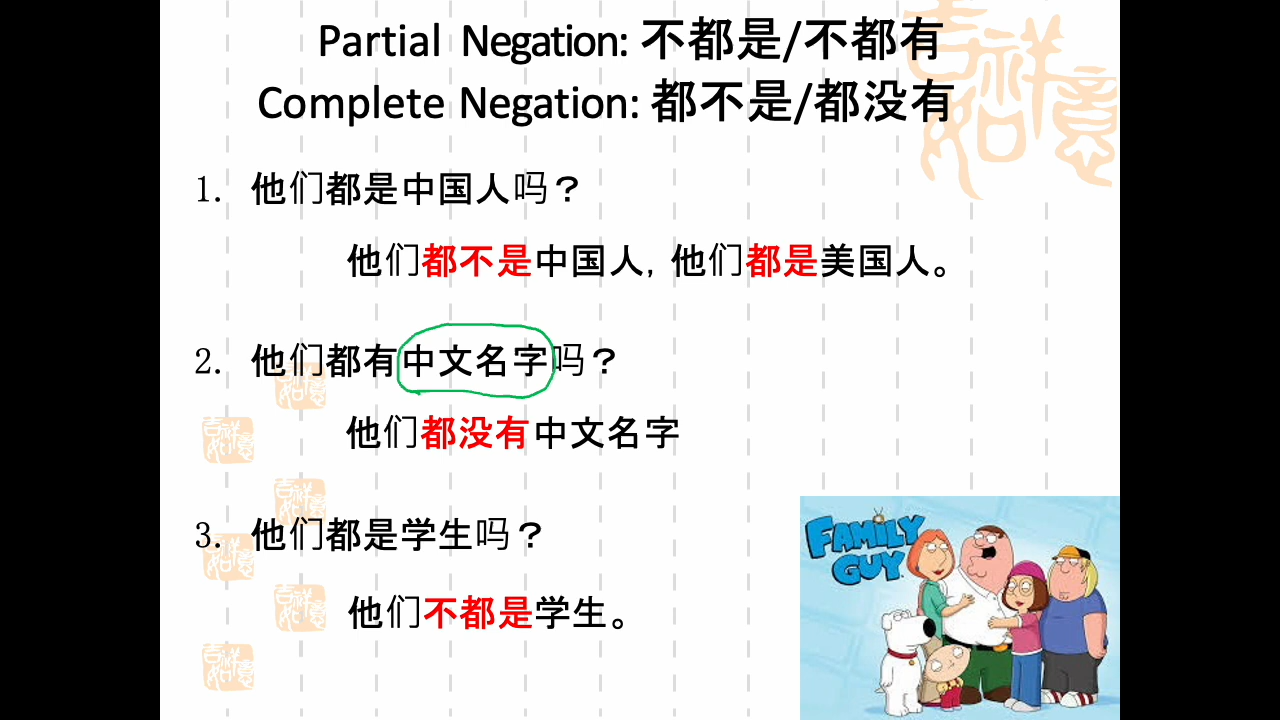 Partial Negation: 不都是/不都有
Complete Negation: 都不是/都没有
吉祥如意
1. 他们都是中国人吗？
他们都不是中国人, 他们都是美国人。
2. 他们都有中文名字吗？
他们都没有中文名字
3. 他们都是学生吗？
他们不都是学生。
FAMILY
GUY